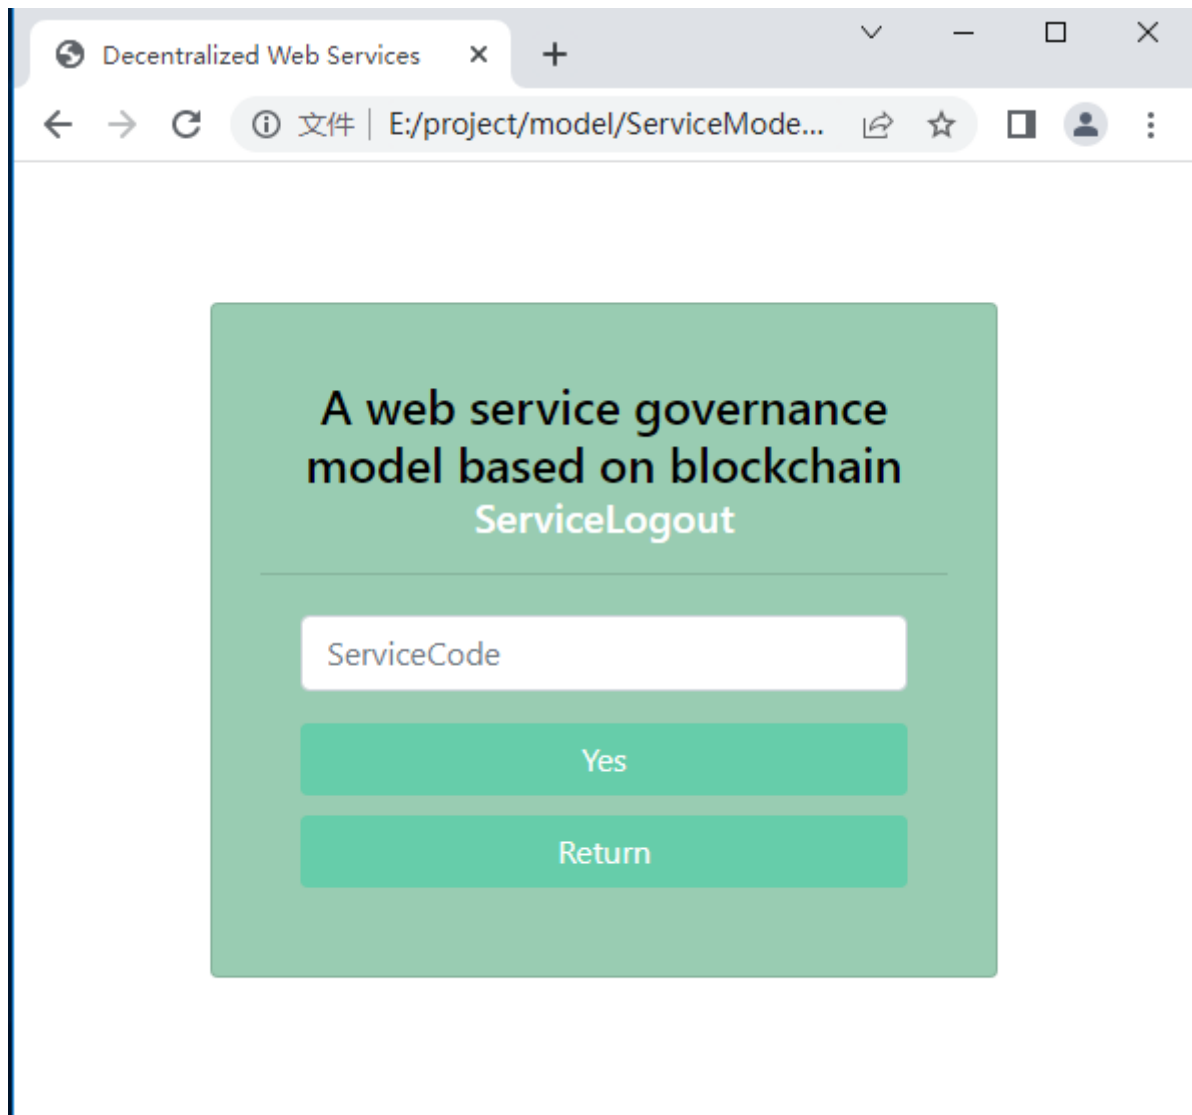 Decentralized Web Services
文件 E:/project/model/ServiceMode...
A web service governance
model based on blockchain
ServiceLogout
ServiceCode
Yes
Return